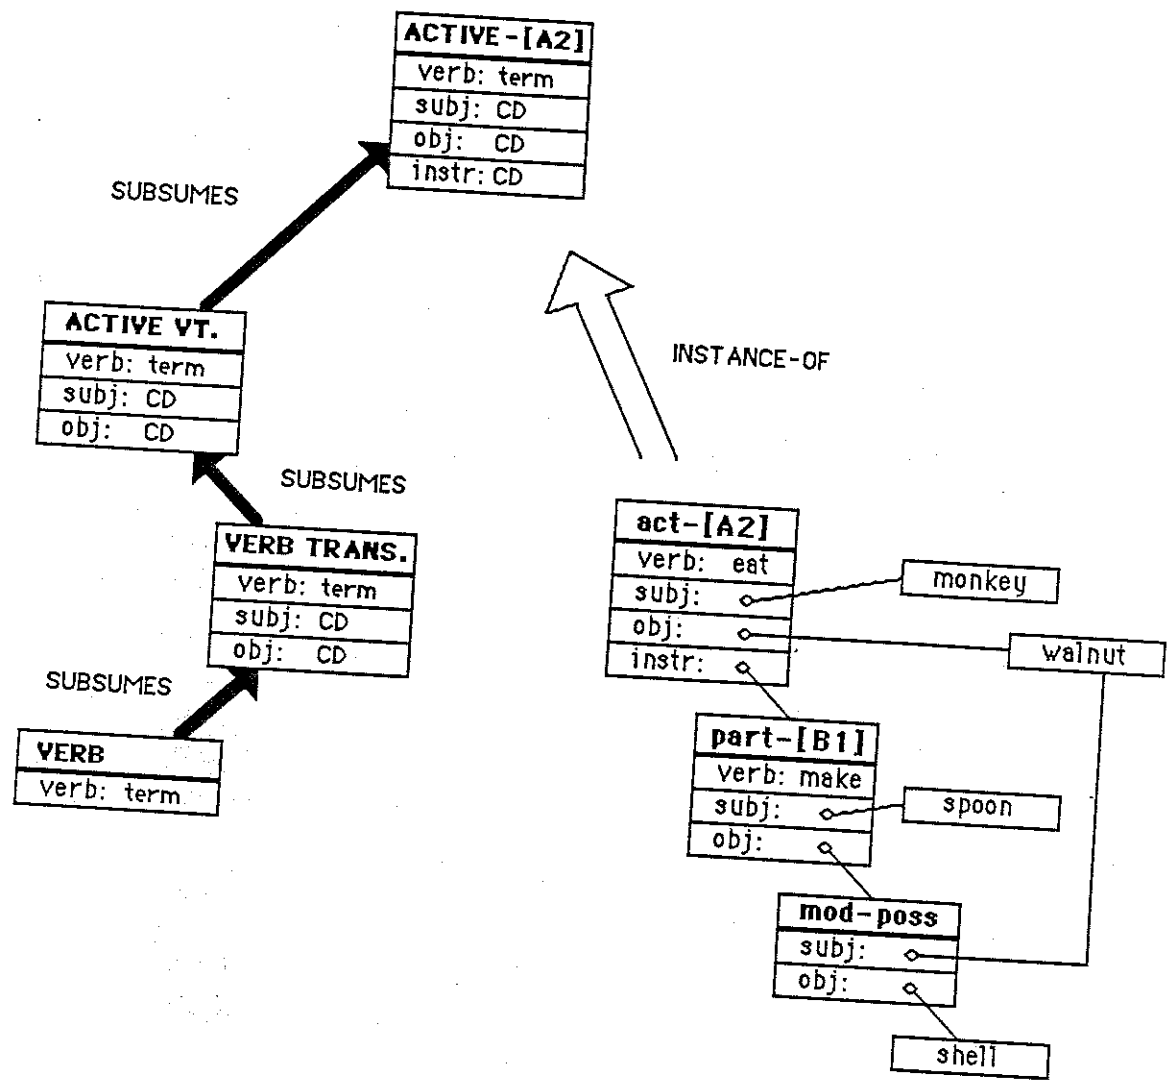 ACTIVE-[A2]
verb: term
subj: CD
obj: CD
instr: CD
SUBSUMES
ACTIVE VT.
verb: term
subj: CD
obj: CD
INSTANCE-OF
SUBSUMES
VERB TRANS.
verb: term
subj: CD
obj: CD
SUBSUMES
VERB
verb: term
act-[A2]
verb: eat
subj:
obj:
instr:
monkey
walnut
part-[B1]
verb: make
subj:
obj:
spoon
mod-poss
subj:
obj:
shell